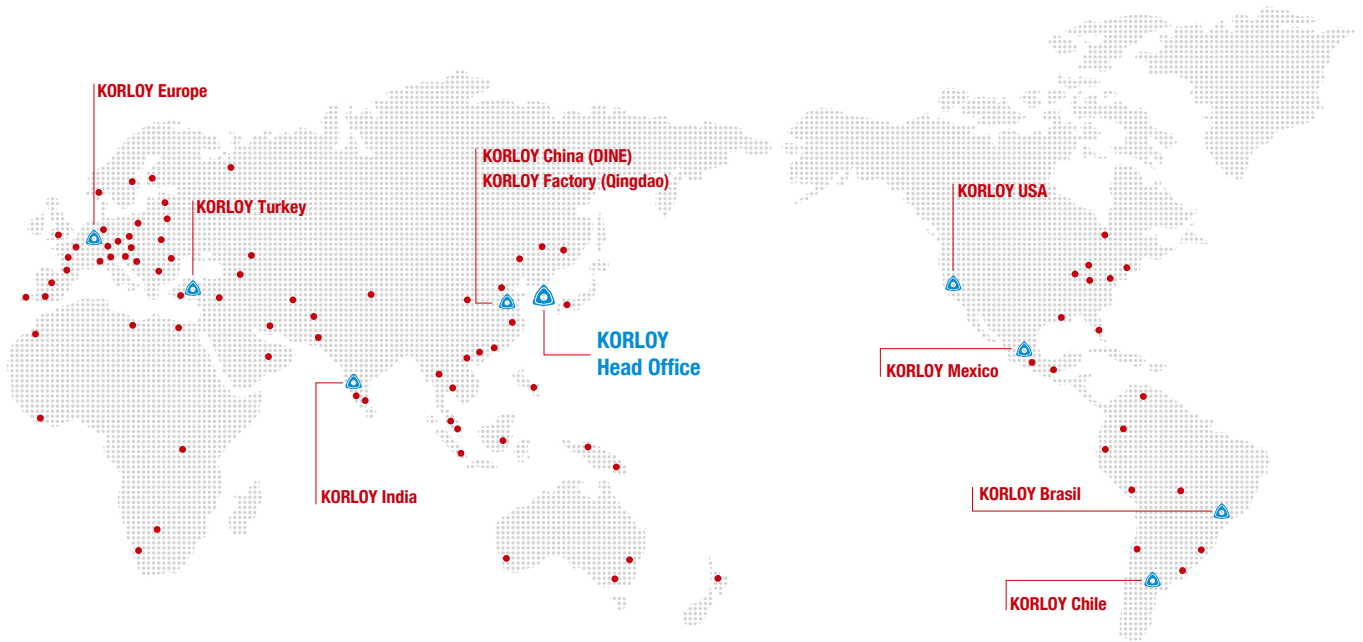 KORLOY Europe
KORLOY China (DINE)
KORLOY Factory (Qingdao)
KORLOY USA
KORLOY Turkey
KORLOY
Head Office
KORLOY Mexico
KORLOY India
KORLOY Brasil
KORLOY Chile